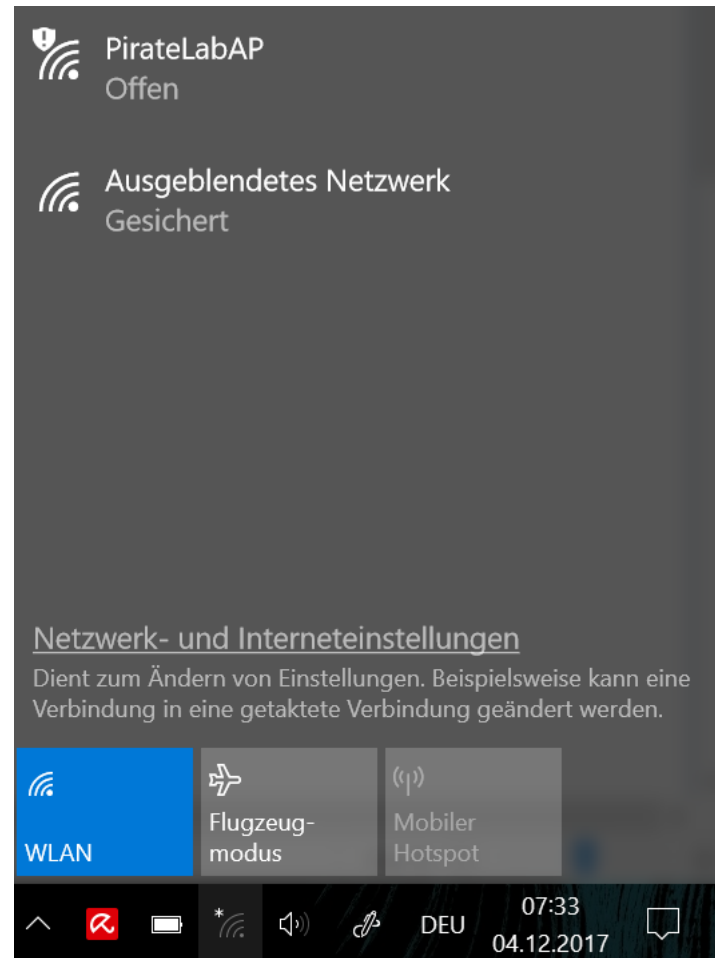 PirateLabAP
Offen
Ausgeblendetes Netzwerk
Gesichert
Netzwerk- und Interneteinstellungen
Dient zum Ändern von Einstellungen. Beispielsweise kann eine
Verbindung in eine getaktete Verbindung geändert werden.
WLAN
Flugzeug-
modus
Mobiler
Hotspot
DEU
07:33
04.12.2017